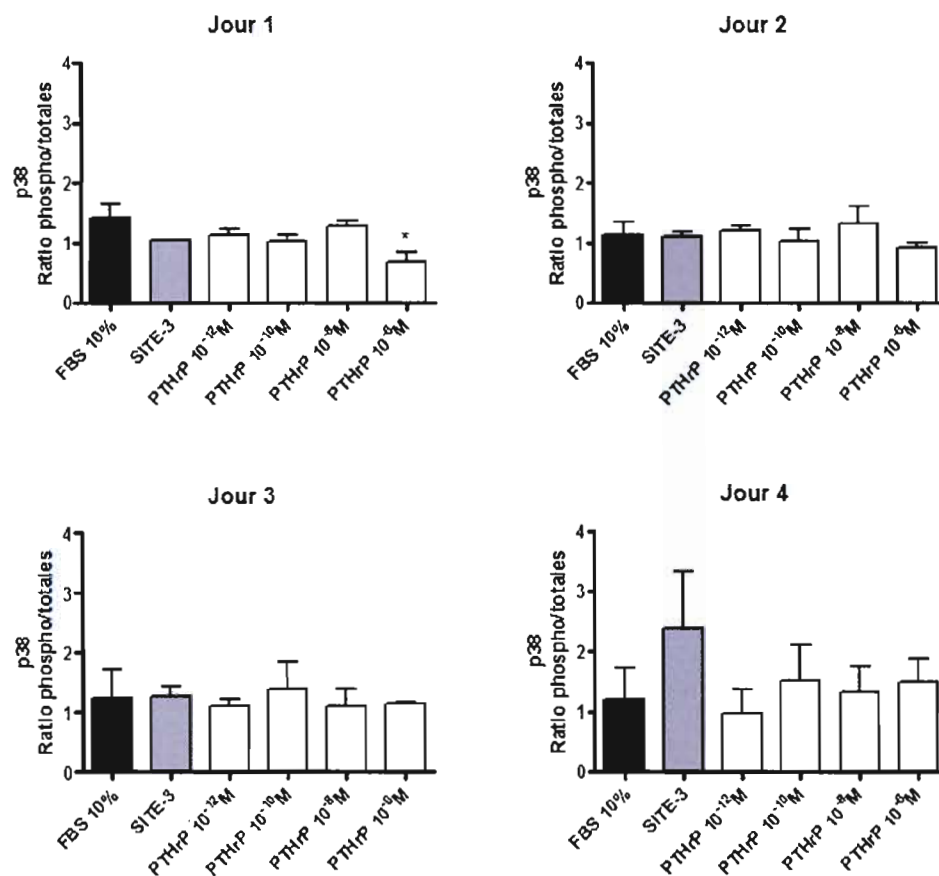 Jour 1
p38
Ratio phospho/totales
4
3
2
1
0
*
FBS 10%
SITE-3
PTHrP 10⁻¹²M
PTHrP 10⁻¹⁰M
PTHrP 10⁻⁸M
PTHrP 10⁻⁶M
Jour 2
p38
Ratio phospho/totales
4
3
2
1
0
FBS 10%
SITE-3
PTHrP 10⁻¹²M
PTHrP 10⁻¹⁰M
PTHrP 10⁻⁸M
PTHrP 10⁻⁶M
Jour 3
p38
Ratio phospho/totales
4
3
2
1
0
FBS 10%
SITE-3
PTHrP 10⁻¹²M
PTHrP 10⁻¹⁰M
PTHrP 10⁻⁸M
PTHrP 10⁻⁶M
Jour 4
p38
Ratio phospho/totales
4
3
2
1
0
FBS 10%
SITE-3
PTHrP 10⁻¹²M
PTHrP 10⁻¹⁰M
PTHrP 10⁻⁸M
PTHrP 10⁻⁶M